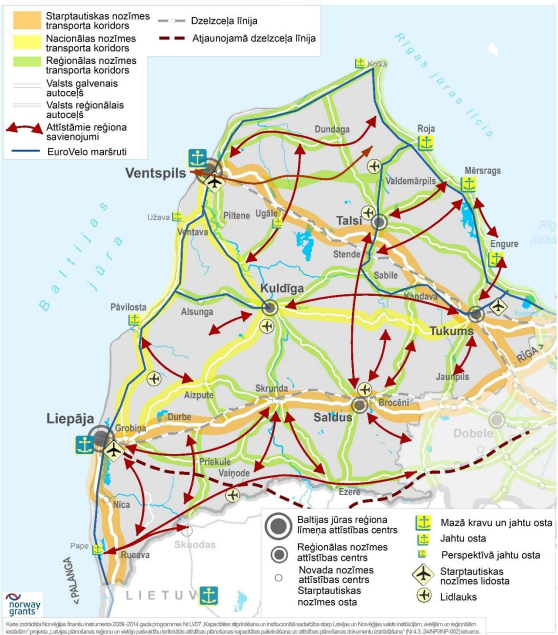 Starptautiskas nozīmes
transporta koridors
Nacionālas nozīmes
transporta koridors
Reģionālas nozīmes
transporta koridors
Valsts galvenais
autoceļš
Valsts reģionālais
autoceļš
Attīstāmie reģiona
savienojumi
EuroVelo maršruti
Dzelzceļa līnija
Atjaunojamā dzelzceļa līnija
Rīgas jūras līcis
Baltijas
jūra
Kolka
Dundaga
Roja
Ventspils
Valdemārpils
Mērsrags
Užava
Piltene
Ugāle
Talsi
Ventava
Engure
Stende
Sabile
Kandava
Kuldīga
Pāvilosta
Alsunga
Tukums
RĪGA >
Aizpute
Skrunda
Jaunpils
Durbe
Saldus
Brocēni
Liepāja
Grobiņa
Dobele
Priekule
Vaiņode
Nīca
Ezere
Pape
Rucava
Skuodas
< PALANGA
LIETUVA
Baltijas jūras reģiona
līmeņa attīstības centrs
Reģionālas nozīmes
attīstības centrs
Novada nozīmes
attīstības centrs
Starptautiskas
nozīmes osta
Mazā kravu un jahtu osta
Jahtu osta
Perspektīvā jahtu osta
Starptautiskas
nozīmes lidosta
Lidlauks
norway
grants